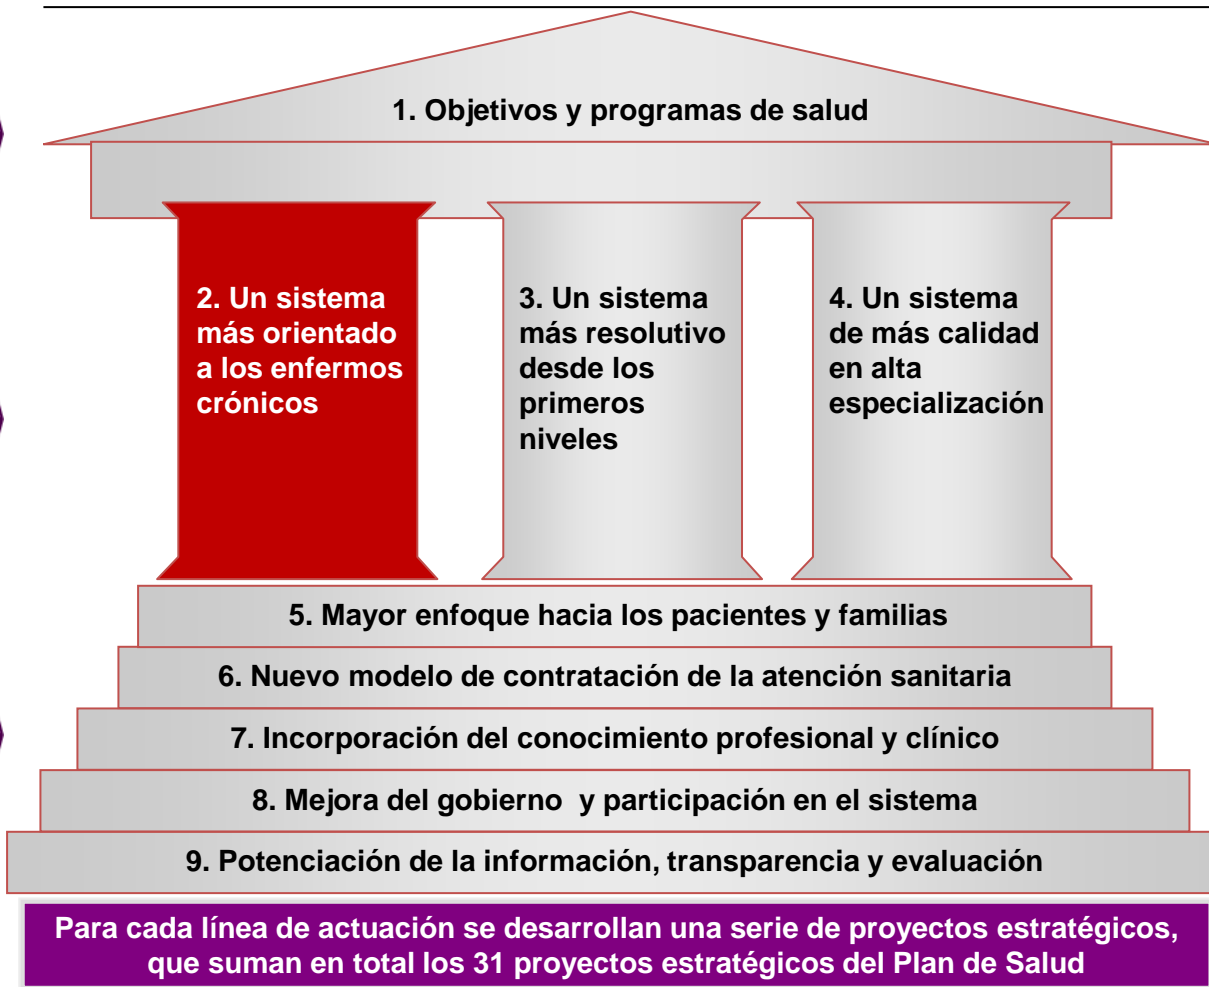 1. Objetivos y programas de salud
2. Un sistema
más orientado
a los enfermos
crónicos
3. Un sistema
más resolutivo
desde los
primeros
niveles
4. Un sistema
de más calidad
en alta
especialización
5. Mayor enfoque hacia los pacientes y familias
6. Nuevo modelo de contratación de la atención sanitaria
7. Incorporación del conocimiento profesional y clínico
8. Mejora del gobierno  y participación en el sistema
9. Potenciación de la información, transparencia y evaluación
Para cada línea de actuación se desarrollan una serie de proyectos estratégicos,
que suman en total los 31 proyectos estratégicos del Plan de Salud